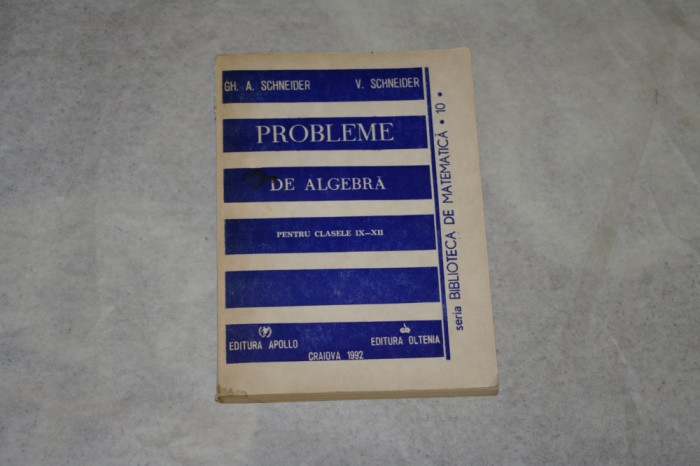 GH. A. SCHNEIDER V. SCHNEIDER
PROBLEME
DE ALGEBRĂ
PENTRU CLASELE IX—XII
EDITURA APOLLO EDITURA OLTENIA
CRAIOVA 1992
seria BIBLIOTECA DE MATEMATICĂ • 10 •